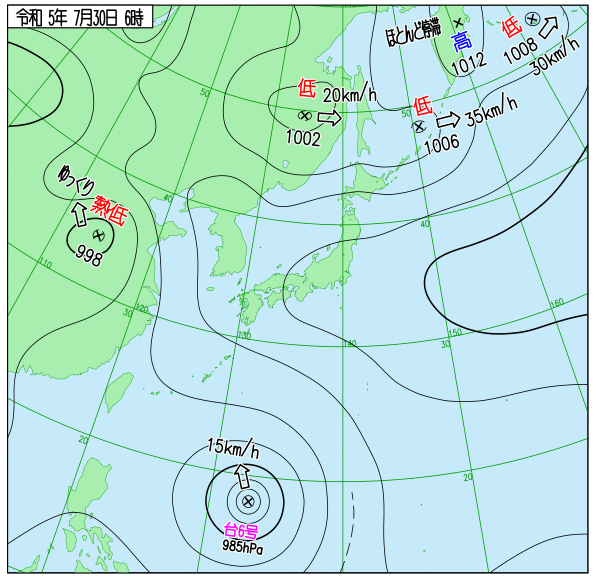 令和 5年 7月30日 6時
ほとんど停滞
低
高
1008
1012
30km/h
低
20km/h
低
35km/h
50
50
1002
1006
ゆっくり
熱低
40
40
998
110
30
120
130
140
30
150
160
20
15km/h
20
台6号
985hPa